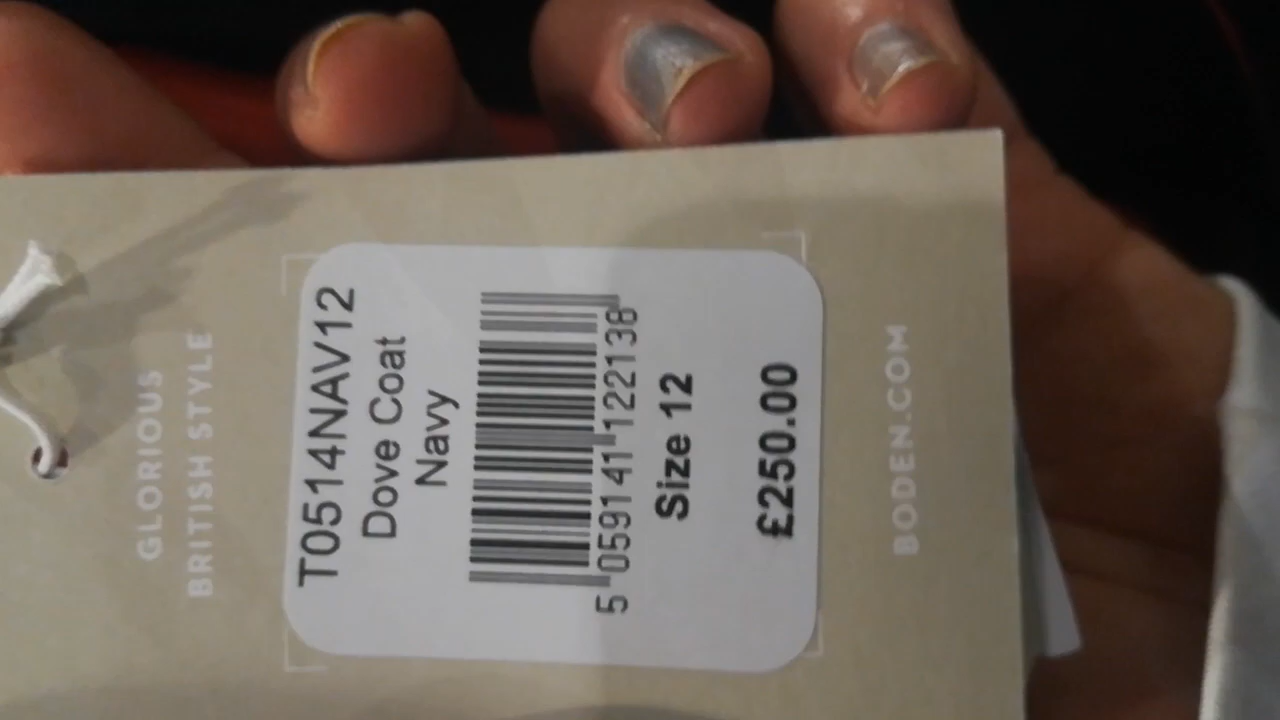 GLORIOUS
BRITISH STYLE
T0514NAV12
Dove Coat
Navy
5 059141 122138
Size 12
£250.00
BODEN.COM